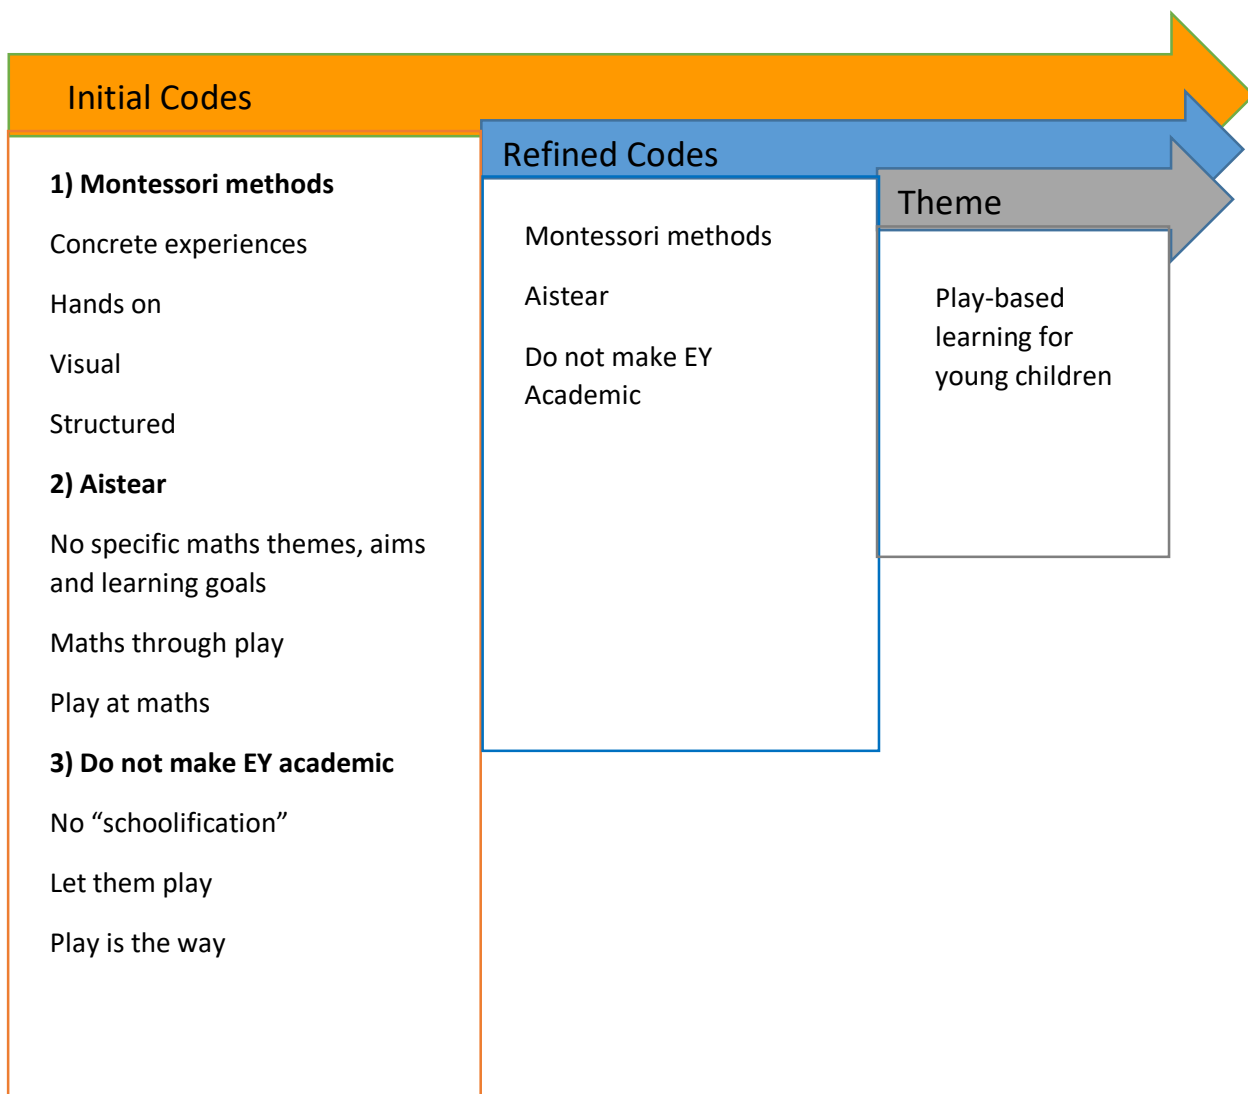 Initial Codes
1) Montessori methods
Concrete experiences
Hands on
Visual
Structured
2) Aistear
No specific maths themes, aims
and learning goals
Maths through play
Play at maths
3) Do not make EY academic
No “schoolification”
Let them play
Play is the way
Refined Codes
Montessori methods
Aistear
Do not make EY
Academic
Theme
Play-based
learning for
young children